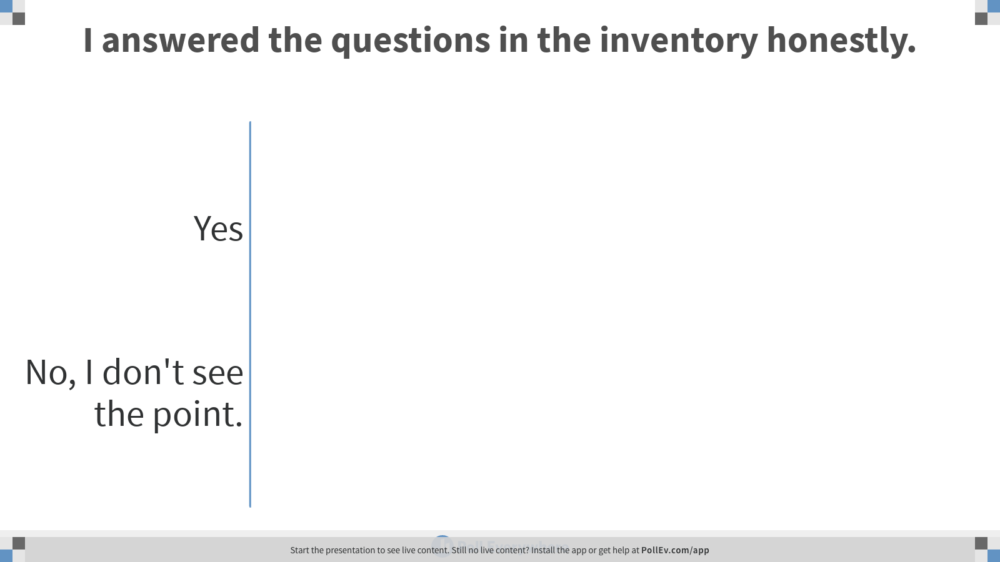 I answered the questions in the inventory honestly.
Yes
No, I don't see
the point.
Start the presentation to see live content. Still no live content? Install the app or get help at PollEv.com/app